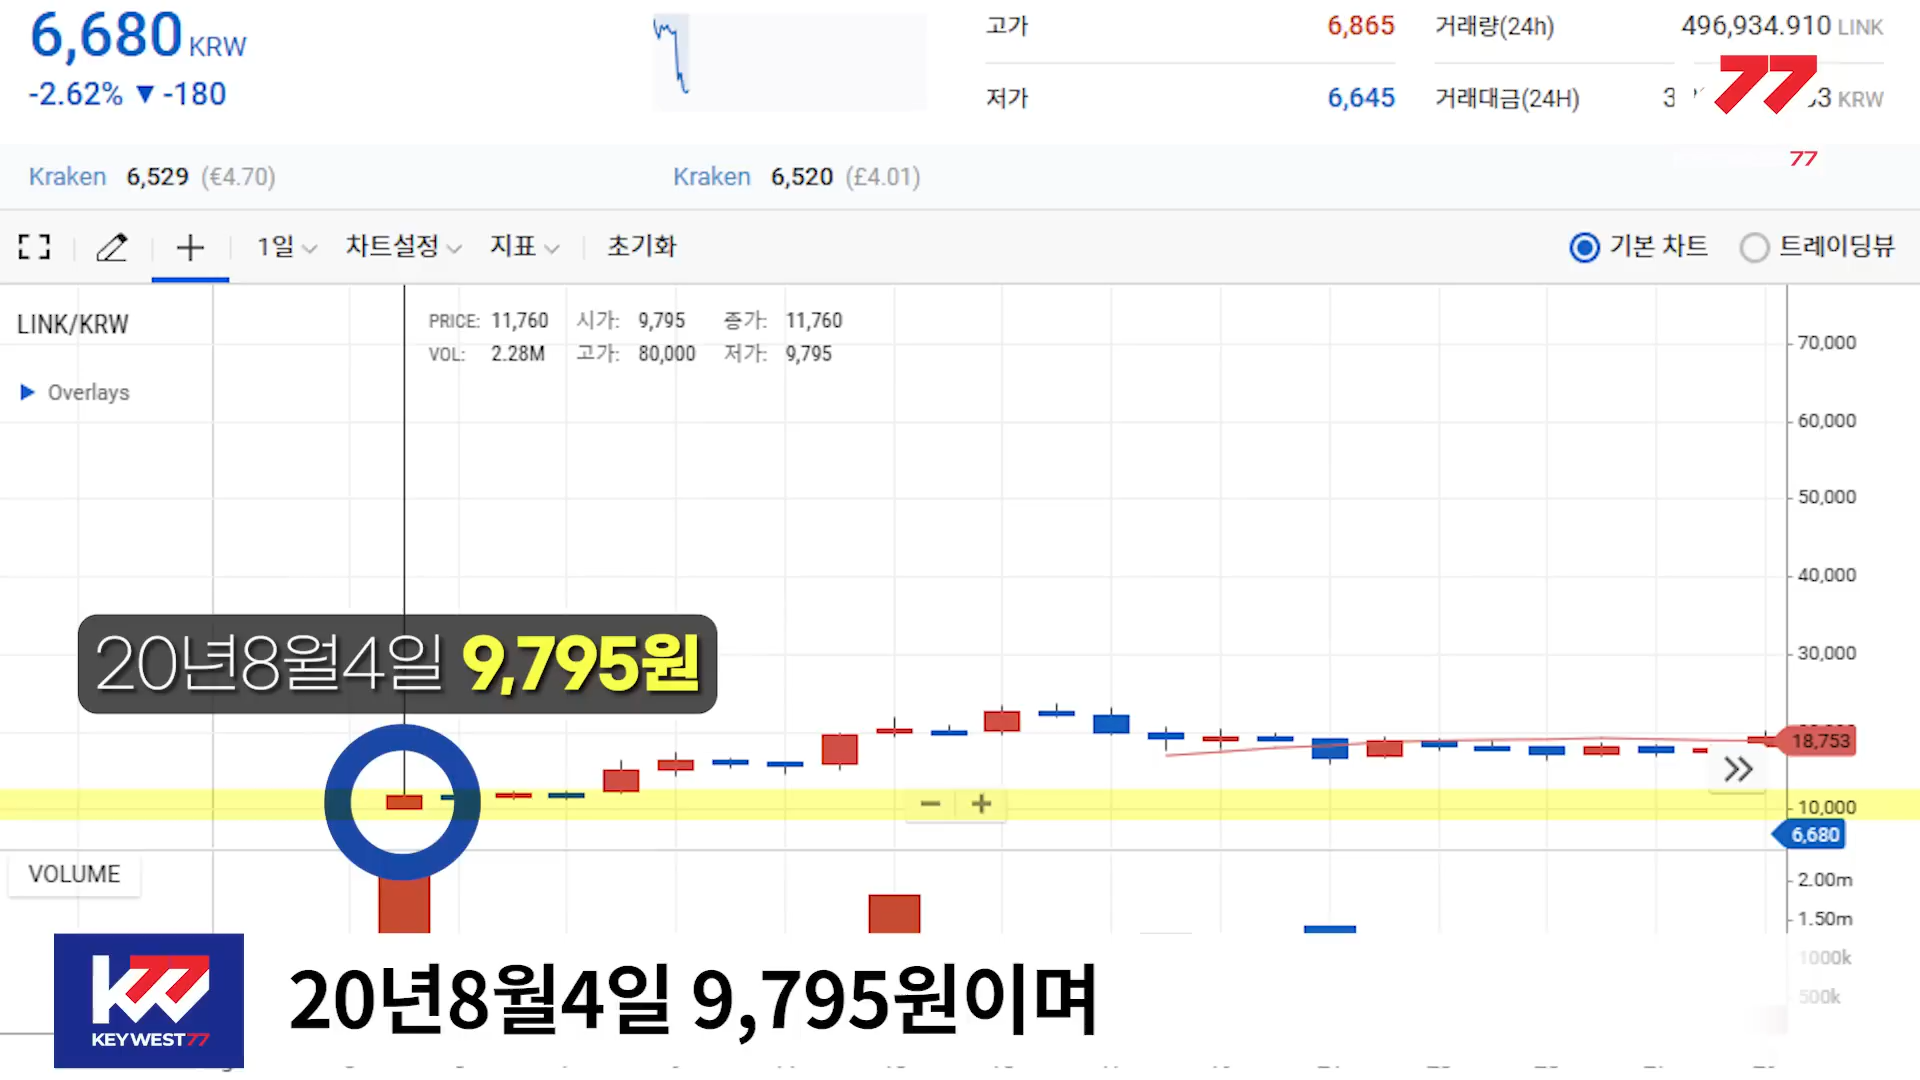 6,680 KRW
-2.62% ▼ -180
고가 6,865
저가 6,645
거래량(24h) 496,934.910 LINK
거래대금(24H) KRW
77
77
Kraken 6,529 (€4.70)
Kraken 6,520 (£4.01)
1일 차트설정 지표 초기화
기본 차트 트레이딩뷰
LINK/KRW
PRICE: 11,760 시가: 9,795 종가: 11,760
VOL: 2.28M 고가: 80,000 저가: 9,795
Overlays
70,000
60,000
50,000
40,000
30,000
18,753
10,000
6,680
20년8월4일 9,795원
VOLUME
2.00m
1.50m
1000k
500k
K77
KEYWEST77
20년8월4일 9,795원이며